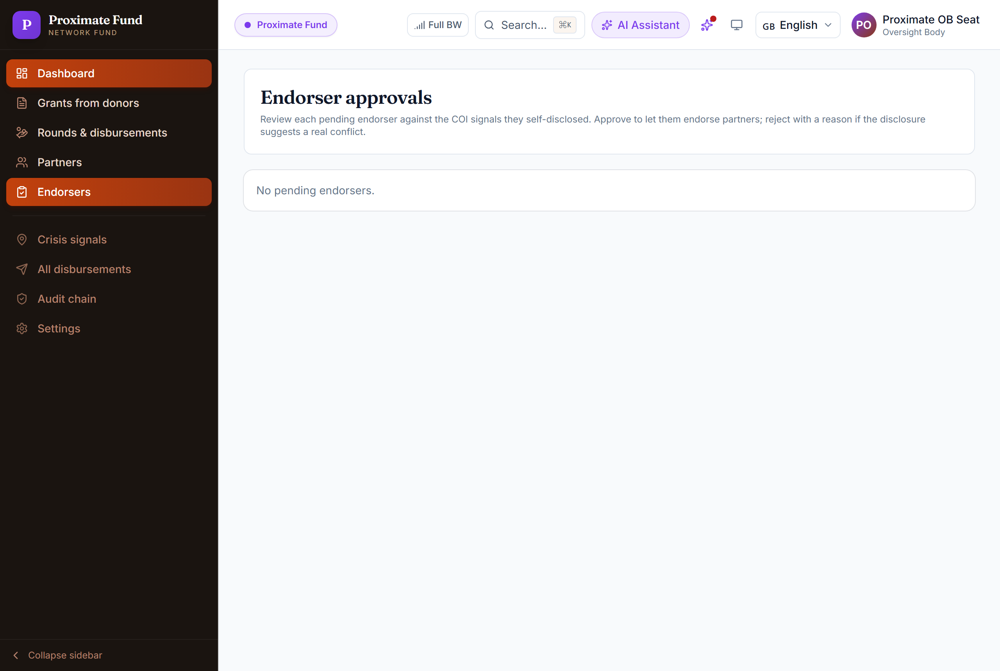 P
Proximate Fund
NETWORK FUND
Dashboard
Grants from donors
Rounds & disbursements
Partners
Endorsers
Crisis signals
All disbursements
Audit chain
Settings
Collapse sidebar
Proximate Fund
Full BW
Search...
⌘K
AI Assistant
GB English
PO
Proximate OB Seat
Oversight Body
Endorser approvals
Review each pending endorser against the COI signals they self-disclosed. Approve to let them endorse partners; reject with a reason if the disclosure
suggests a real conflict.
No pending endorsers.